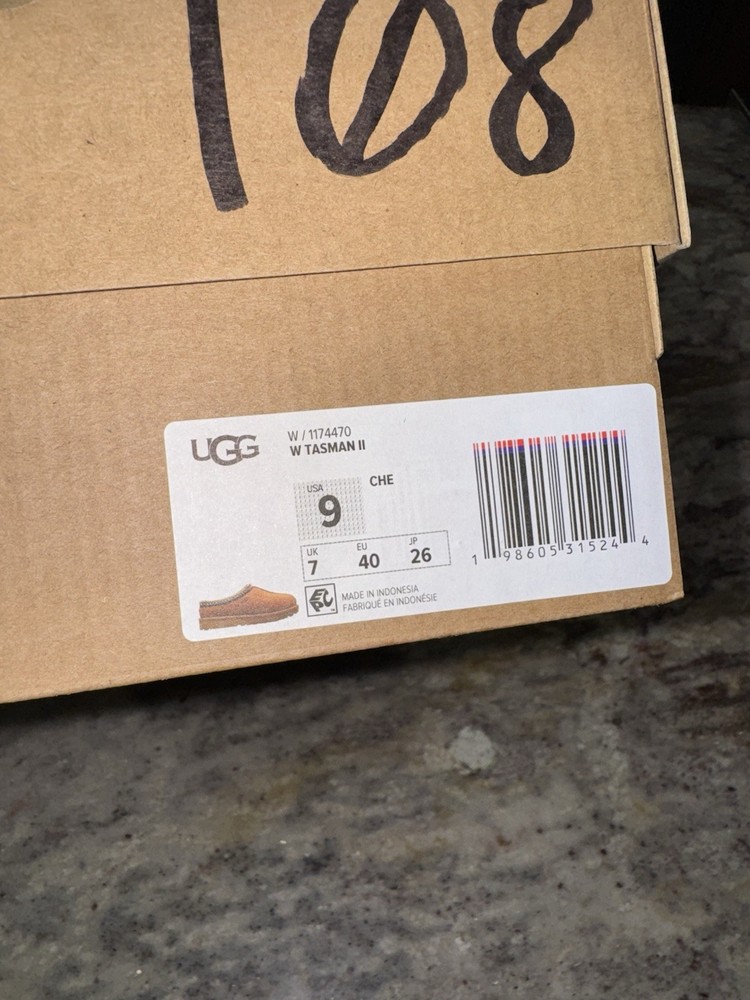 108
UGG
W / 1174470
W TASMAN II
CHE
USA
9
UK EU JP
7 40 26
MADE IN INDONESIA
FABRIQUÉ EN INDONÉSIE
1 98605 31524 4